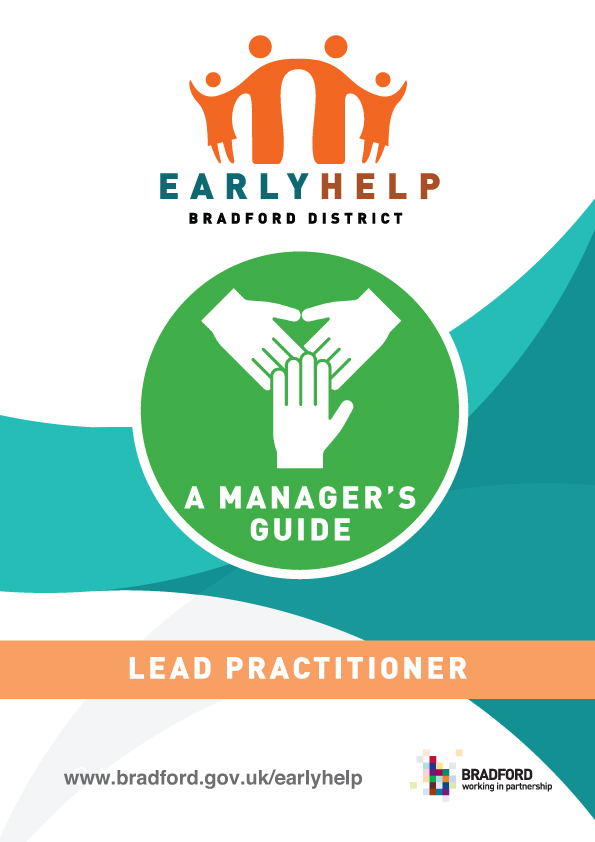 EARLYHELP
BRADFORD DISTRICT
A MANAGER'S
GUIDE
LEAD PRACTITIONER
www.bradford.gov.uk/earlyhelp
BRADFORD
working in partnership